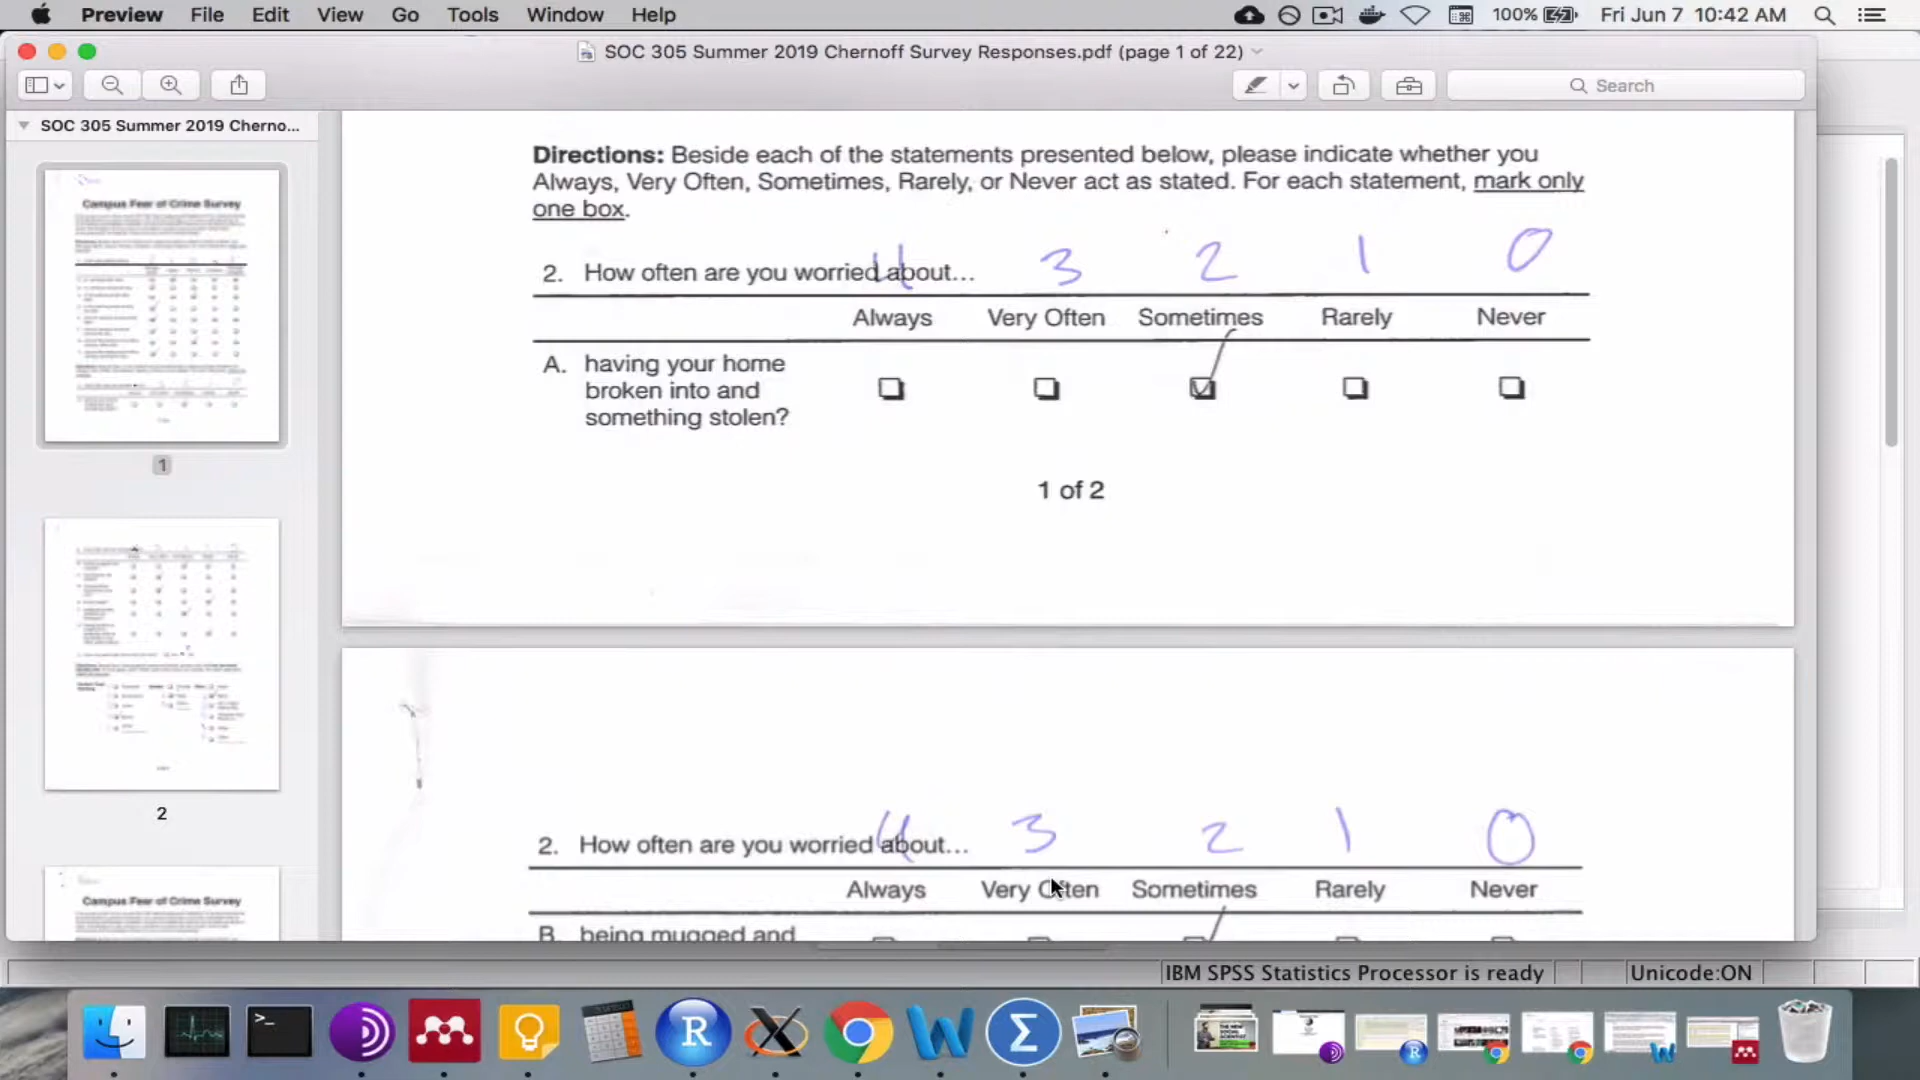 Preview File Edit View Go Tools Window Help 100% Fri Jun 7 10:42 AM
SOC 305 Summer 2019 Chernoff Survey Responses.pdf (page 1 of 22)
Search
SOC 305 Summer 2019 Cherno...
Campus Fear of Crime Survey
1
2
Campus Fear of Crime Survey
Directions: Beside each of the statements presented below, please indicate whether you
Always, Very Often, Sometimes, Rarely, or Never act as stated. For each statement, mark only
one box.
4 3 2 1 0
2. How often are you worried about...
Always Very Often Sometimes Rarely Never
A. having your home
broken into and
something stolen?
1 of 2
4 3 2 1 0
2. How often are you worried about...
Always Very Often Sometimes Rarely Never
B. being mugged and
IBM SPSS Statistics Processor is ready Unicode:ON